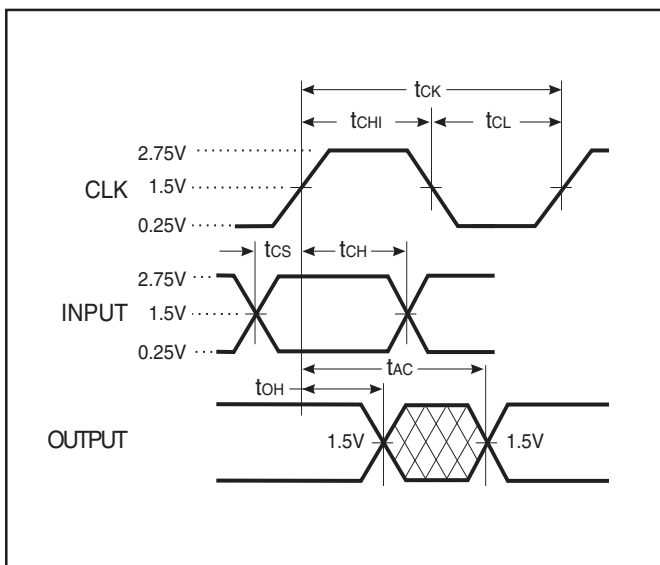 tCK
tCHI tCL
2.75V
CLK 1.5V
0.25V
tCS tCH
2.75V
INPUT 1.5V
0.25V
tAC
tOH
OUTPUT 1.5V 1.5V